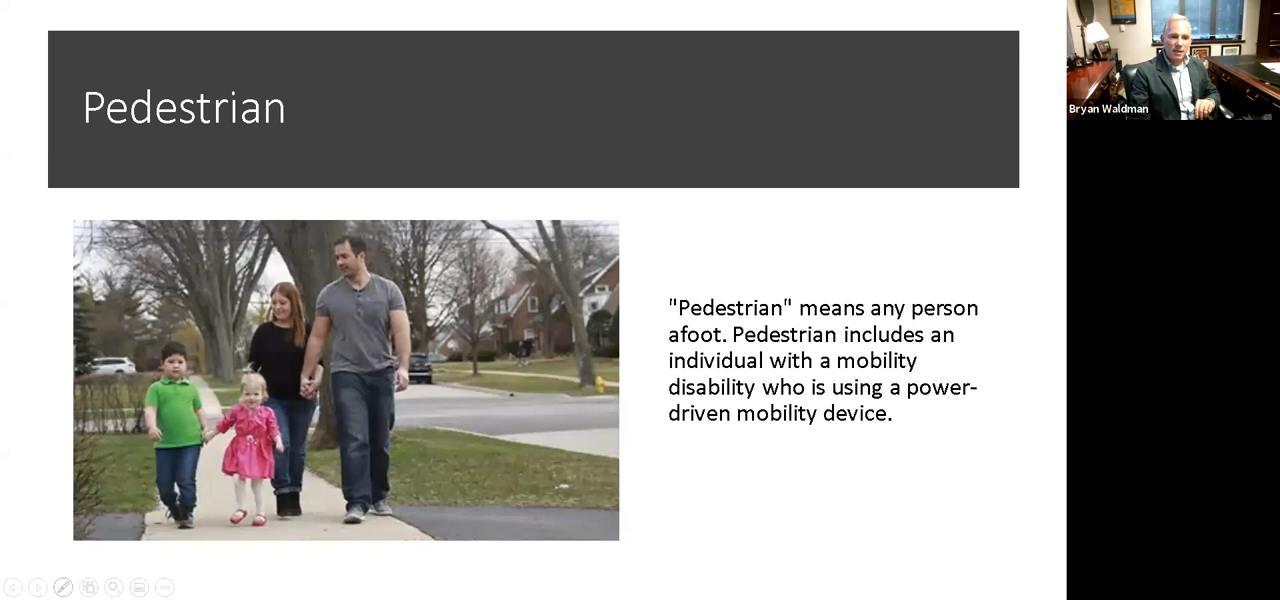 Pedestrian
"Pedestrian" means any person
afoot. Pedestrian includes an
individual with a mobility
disability who is using a power-
driven mobility device.
Bryan Waldman